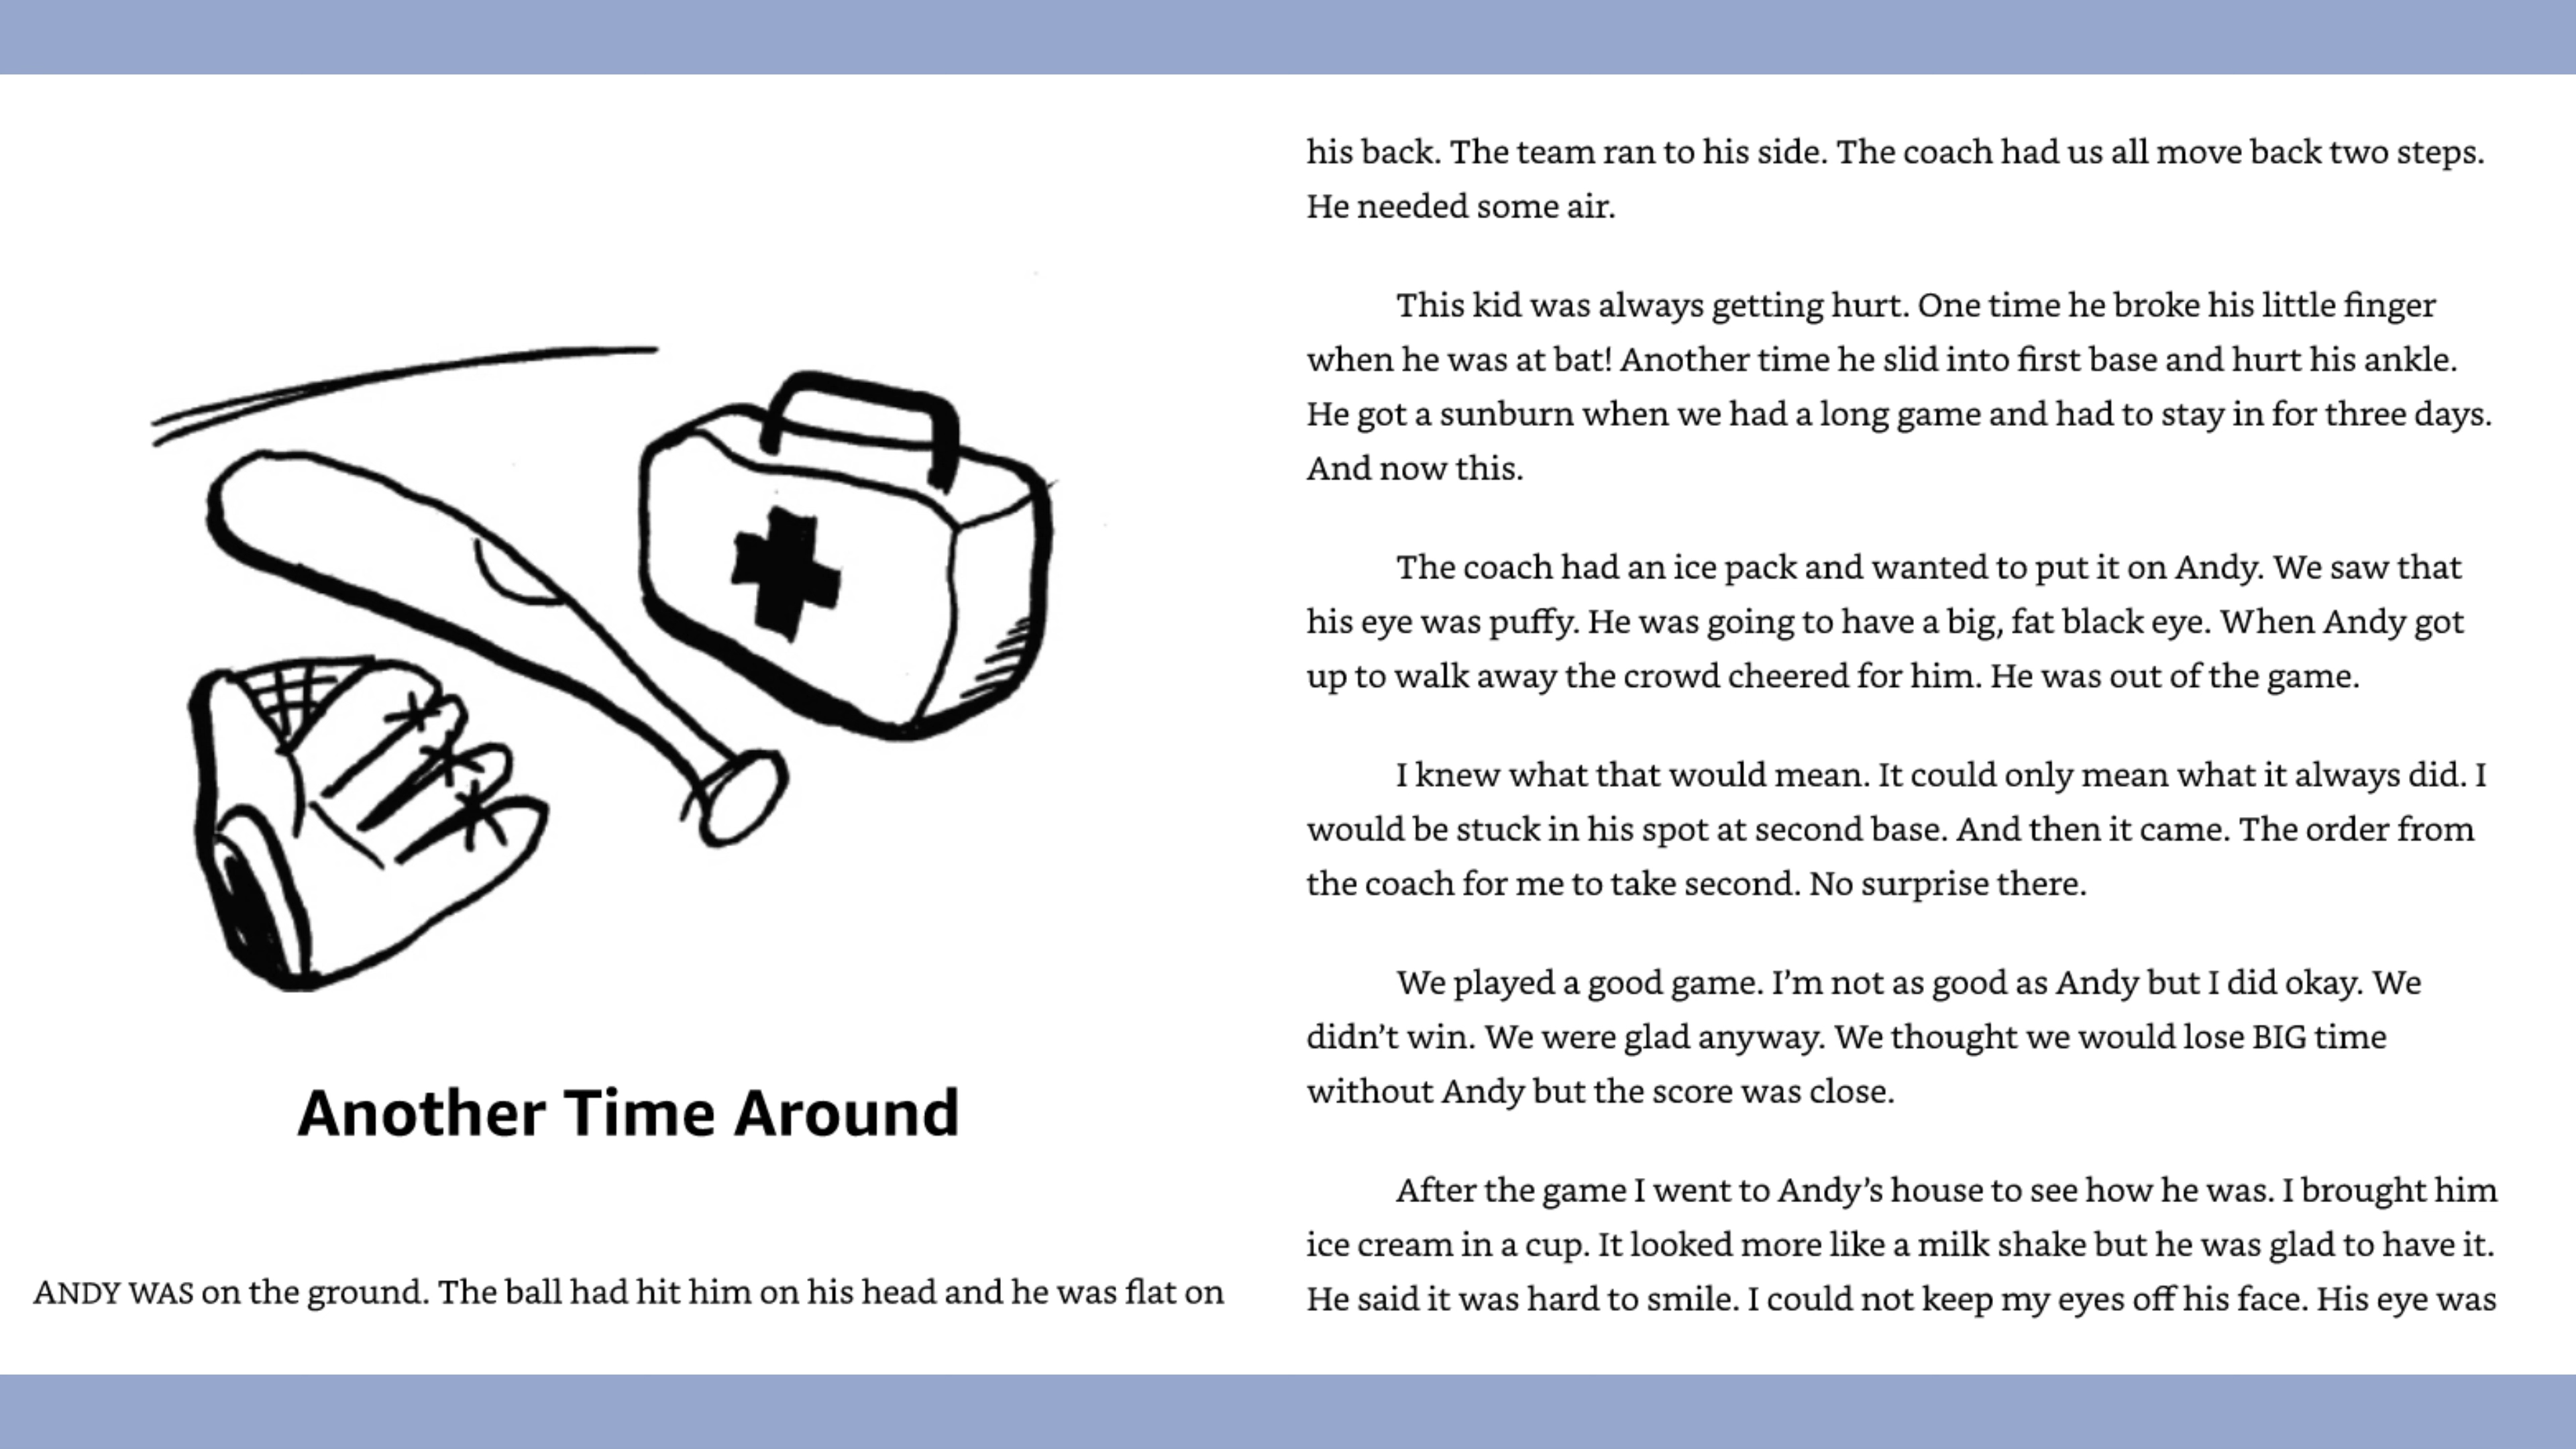 Another Time Around
ANDY WAS on the ground. The ball had hit him on his head and he was flat on
his back. The team ran to his side. The coach had us all move back two steps.
He needed some air.
This kid was always getting hurt. One time he broke his little finger
when he was at bat! Another time he slid into first base and hurt his ankle.
He got a sunburn when we had a long game and had to stay in for three days.
And now this.
The coach had an ice pack and wanted to put it on Andy. We saw that
his eye was puffy. He was going to have a big, fat black eye. When Andy got
up to walk away the crowd cheered for him. He was out of the game.
I knew what that would mean. It could only mean what it always did. I
would be stuck in his spot at second base. And then it came. The order from
the coach for me to take second. No surprise there.
We played a good game. I’m not as good as Andy but I did okay. We
didn’t win. We were glad anyway. We thought we would lose BIG time
without Andy but the score was close.
After the game I went to Andy’s house to see how he was. I brought him
ice cream in a cup. It looked more like a milk shake but he was glad to have it.
He said it was hard to smile. I could not keep my eyes off his face. His eye was